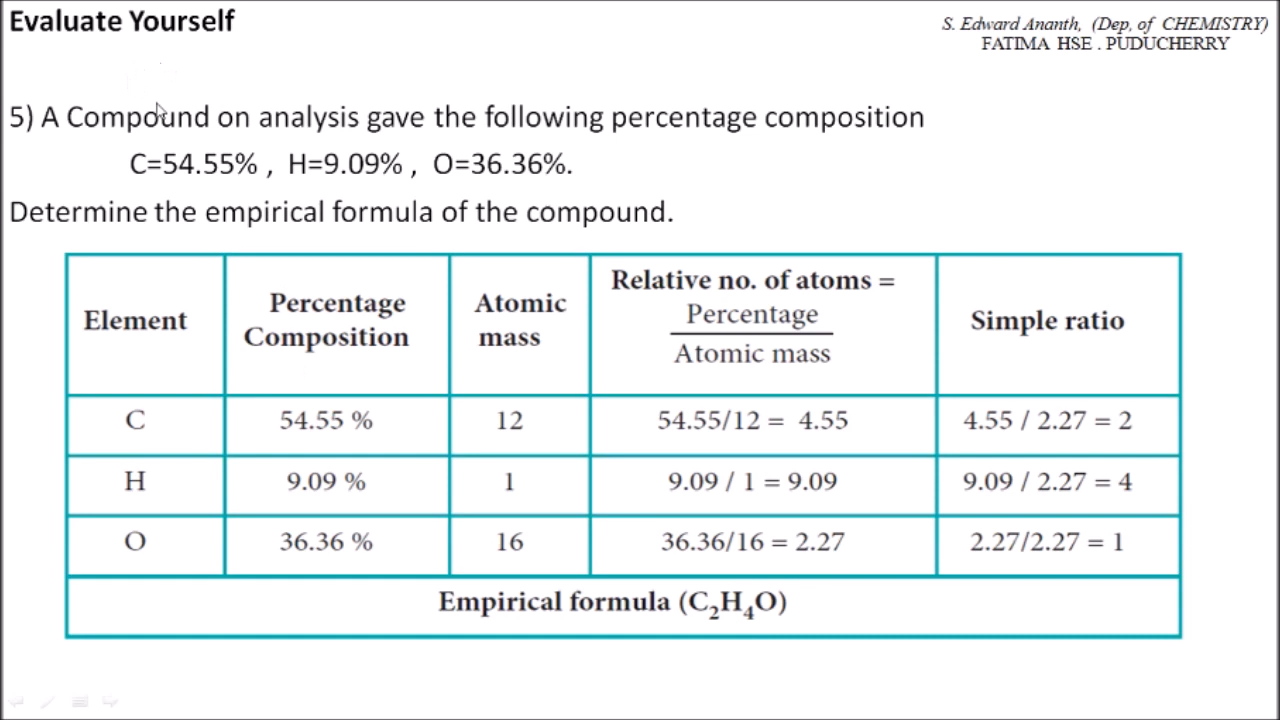 Evaluate Yourself
S. Edward Ananth, (Dep, of CHEMISTRY)
FATIMA HSE . PUDUCHERRY
5) A Compound on analysis gave the following percentage composition
C=54.55% , H=9.09% , O=36.36%.
Determine the empirical formula of the compound.
Element
Percentage
Composition
Atomic
mass
Relative no. of atoms =
Percentage
Atomic mass
Simple ratio
C 54.55 % 12 54.55/12 = 4.55 4.55 / 2.27 = 2
H 9.09 % 1 9.09 / 1 = 9.09 9.09 / 2.27 = 4
O 36.36 % 16 36.36/16 = 2.27 2.27/2.27 = 1
Empirical formula (C₂H₄O)